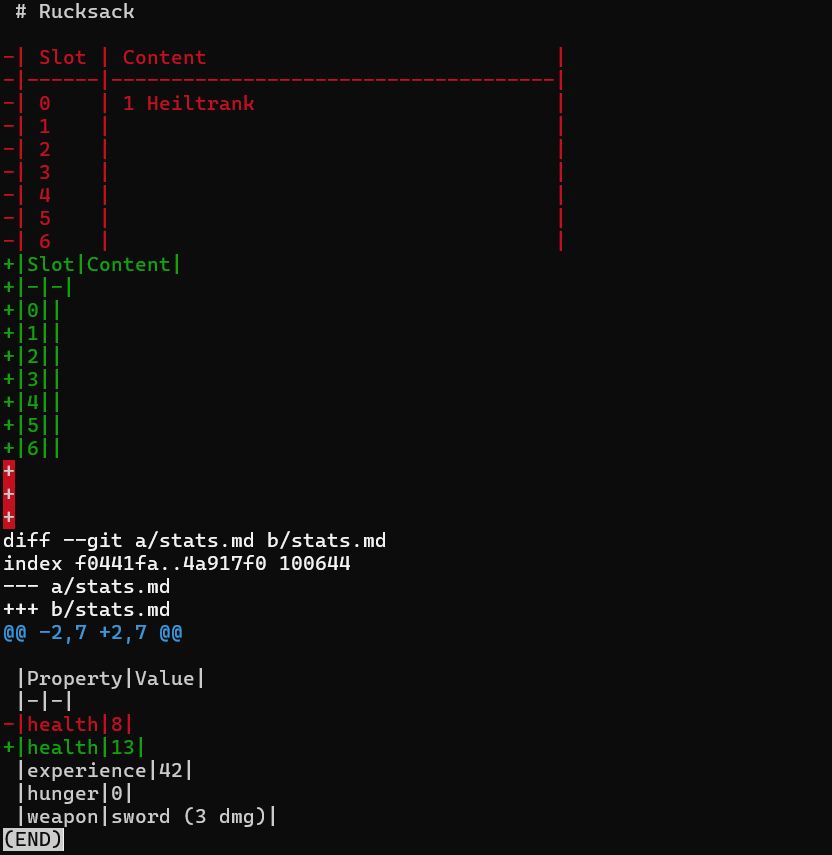 # Rucksack
-| Slot | Content                             |
-|------|-------------------------------------|
-| 0    | 1 Heiltrank                         |
-| 1    |                                     |
-| 2    |                                     |
-| 3    |                                     |
-| 4    |                                     |
-| 5    |                                     |
-| 6    |                                     |
+|Slot|Content|
+|-|-|
+|0||
+|1||
+|2||
+|3||
+|4||
+|5||
+|6||
+
+
+
diff --git a/stats.md b/stats.md
index f0441fa..4a917f0 100644
--- a/stats.md
+++ b/stats.md
@@ -2,7 +2,7 @@
|Property|Value|
|-|-|
-|health|8|
+|health|13|
|experience|42|
|hunger|0|
|weapon|sword (3 dmg)|
(END)